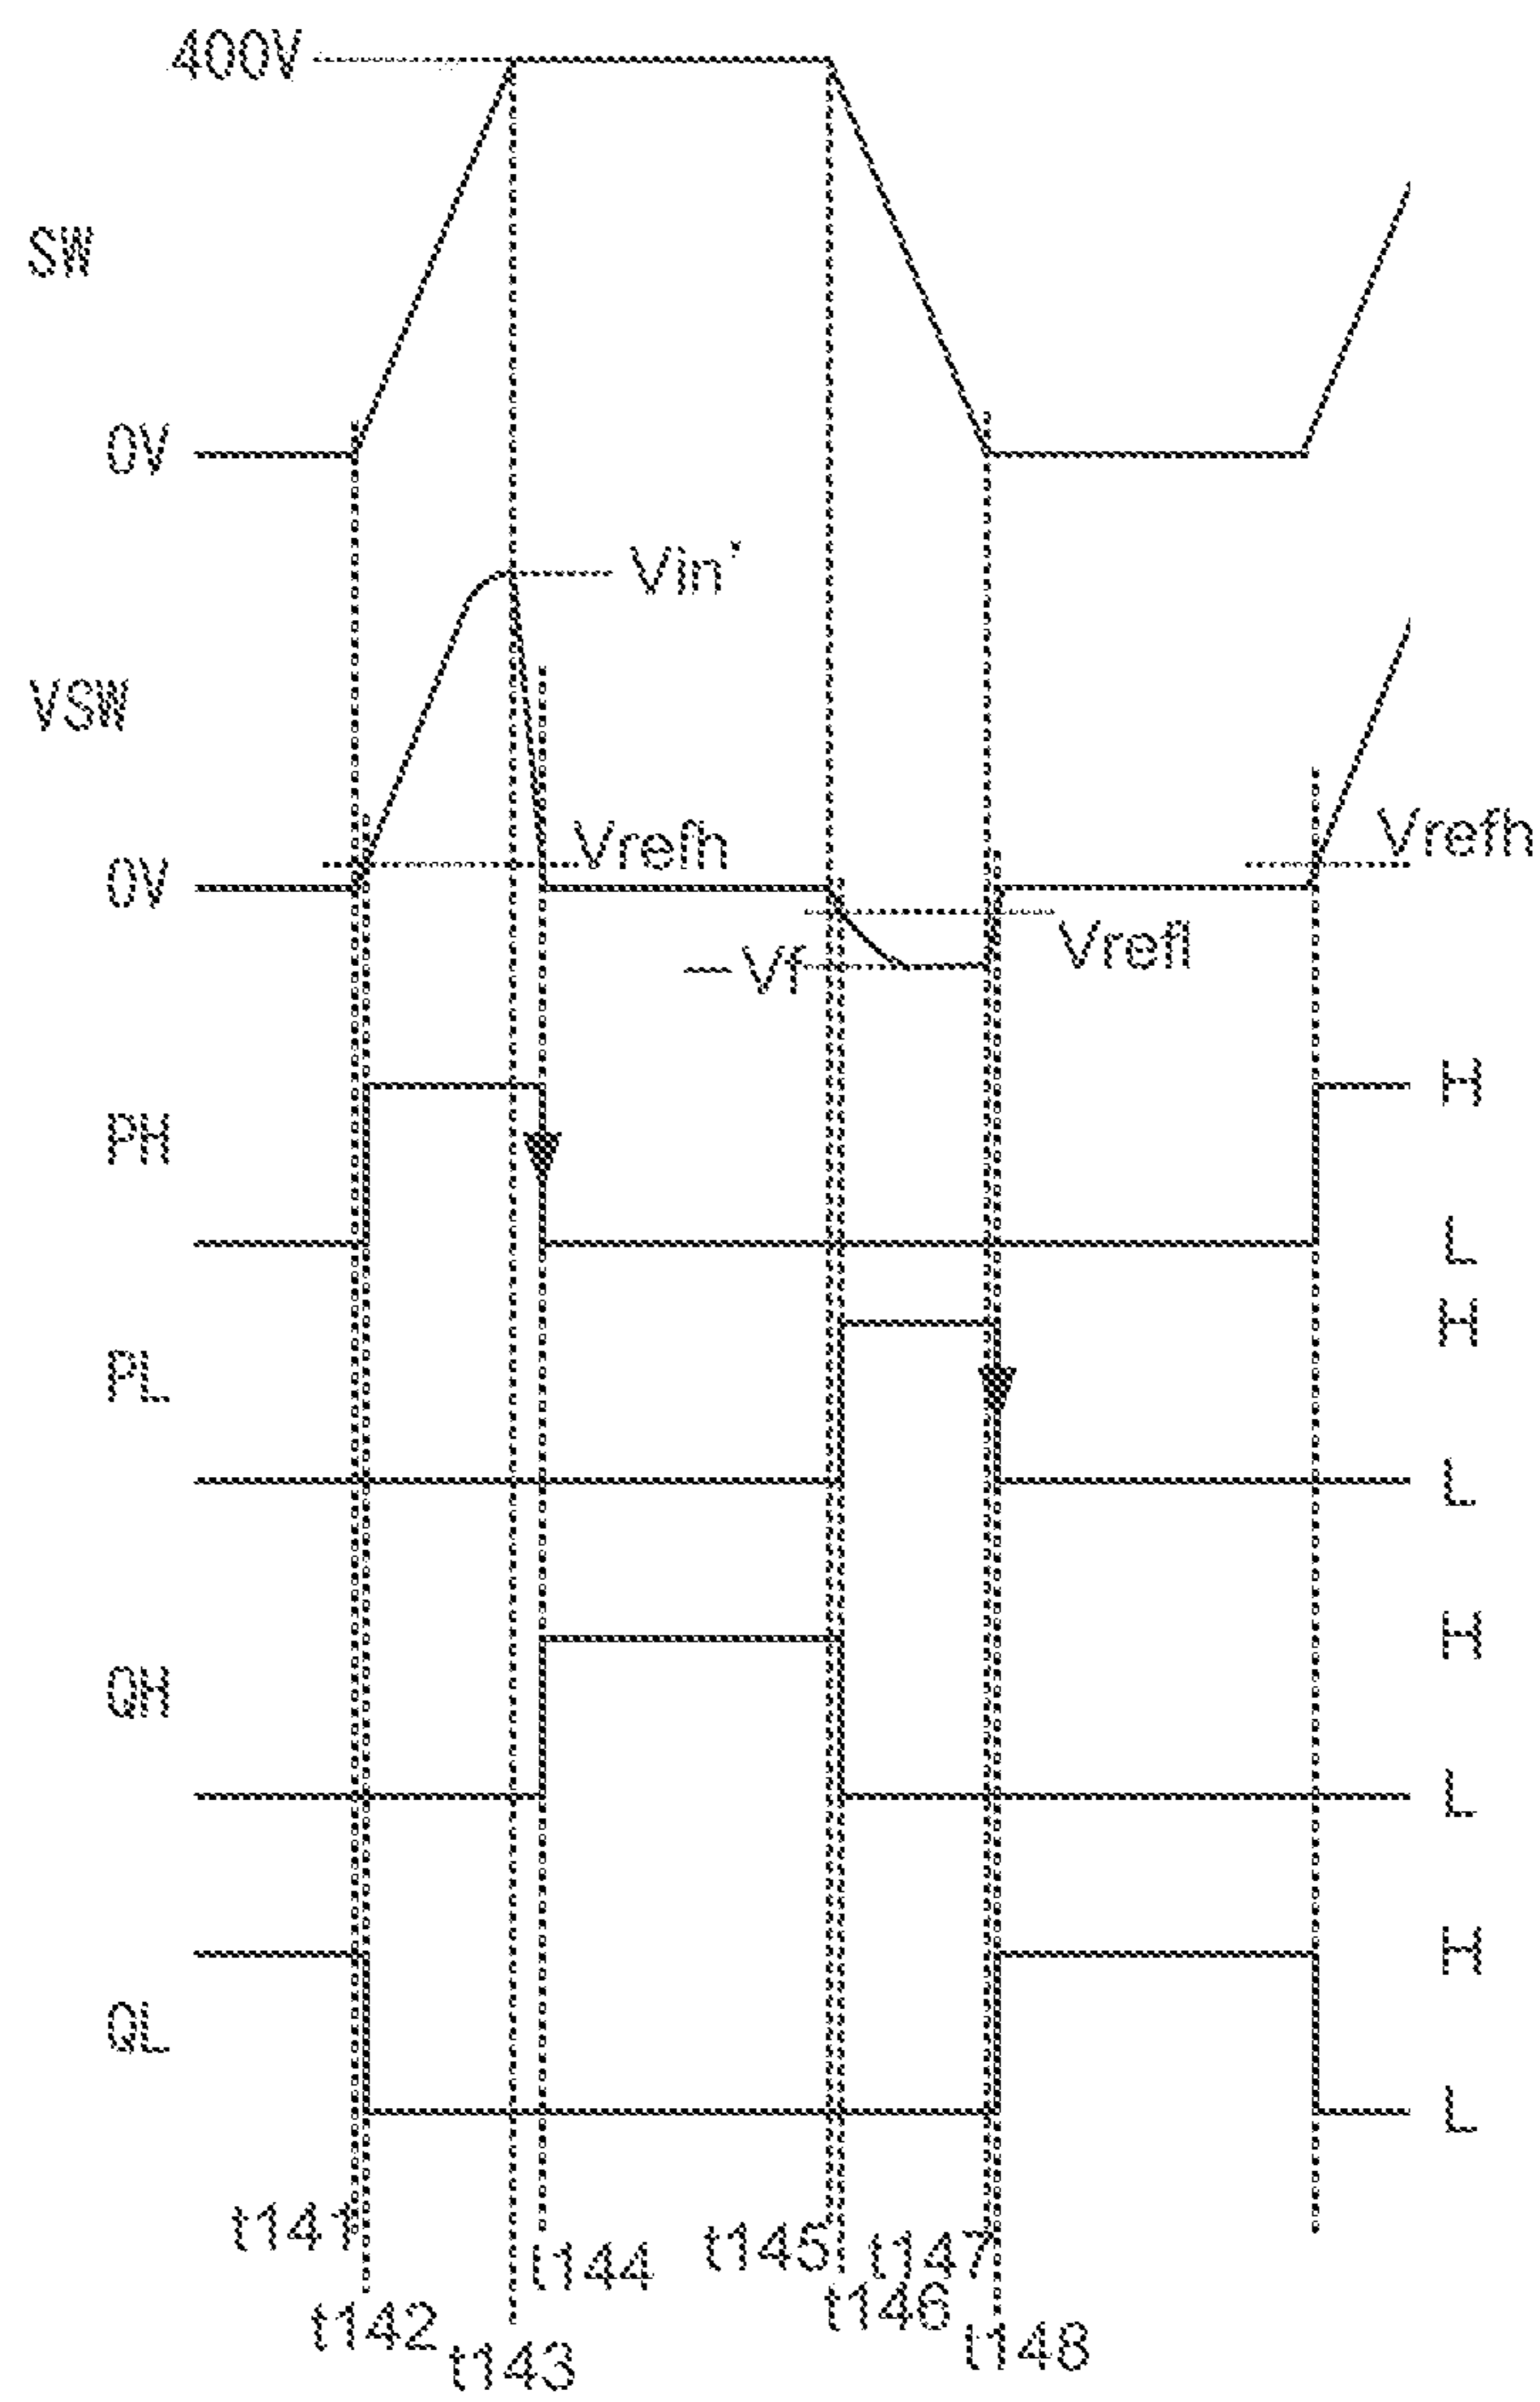 400V
SW
0V
Vin'
VSW
Vrefh
Vrefh
0V
Vrefl
-Vf
H
PH
L
H
PL
L
H
QH
L
H
QL
L
t141
t142
t143
t144
t145
t146
t147
t148